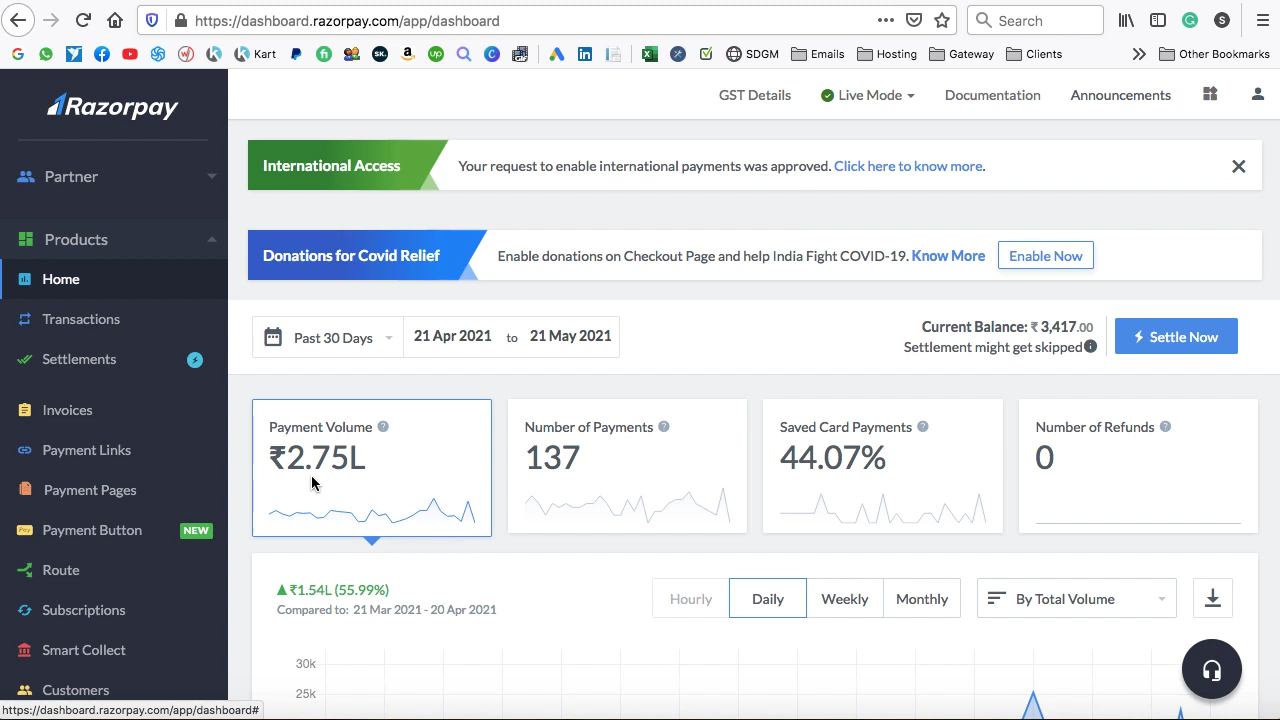 https://dashboard.razorpay.com/app/dashboard
Search
S
Kart
SDGM
Emails
Hosting
Gateway
Clients
Other Bookmarks
Razorpay
GST Details
Live Mode
Documentation
Announcements
Partner
International Access
Your request to enable international payments was approved. Click here to know more.
Products
Donations for Covid Relief
Enable donations on Checkout Page and help India Fight COVID-19. Know More
Enable Now
Home
Transactions
Settlements
Invoices
Payment Links
Payment Pages
Payment Button
NEW
Route
Subscriptions
Smart Collect
Customers
Past 30 Days
21 Apr 2021 to 21 May 2021
Current Balance: ₹ 3,417.00
Settlement might get skipped
Settle Now
Payment Volume
₹2.75L
Number of Payments
137
Saved Card Payments
44.07%
Number of Refunds
0
₹1.54L (55.99%)
Compared to: 21 Mar 2021 - 20 Apr 2021
Hourly
Daily
Weekly
Monthly
By Total Volume
30k
25k
https://dashboard.razorpay.com/app/dashboard#